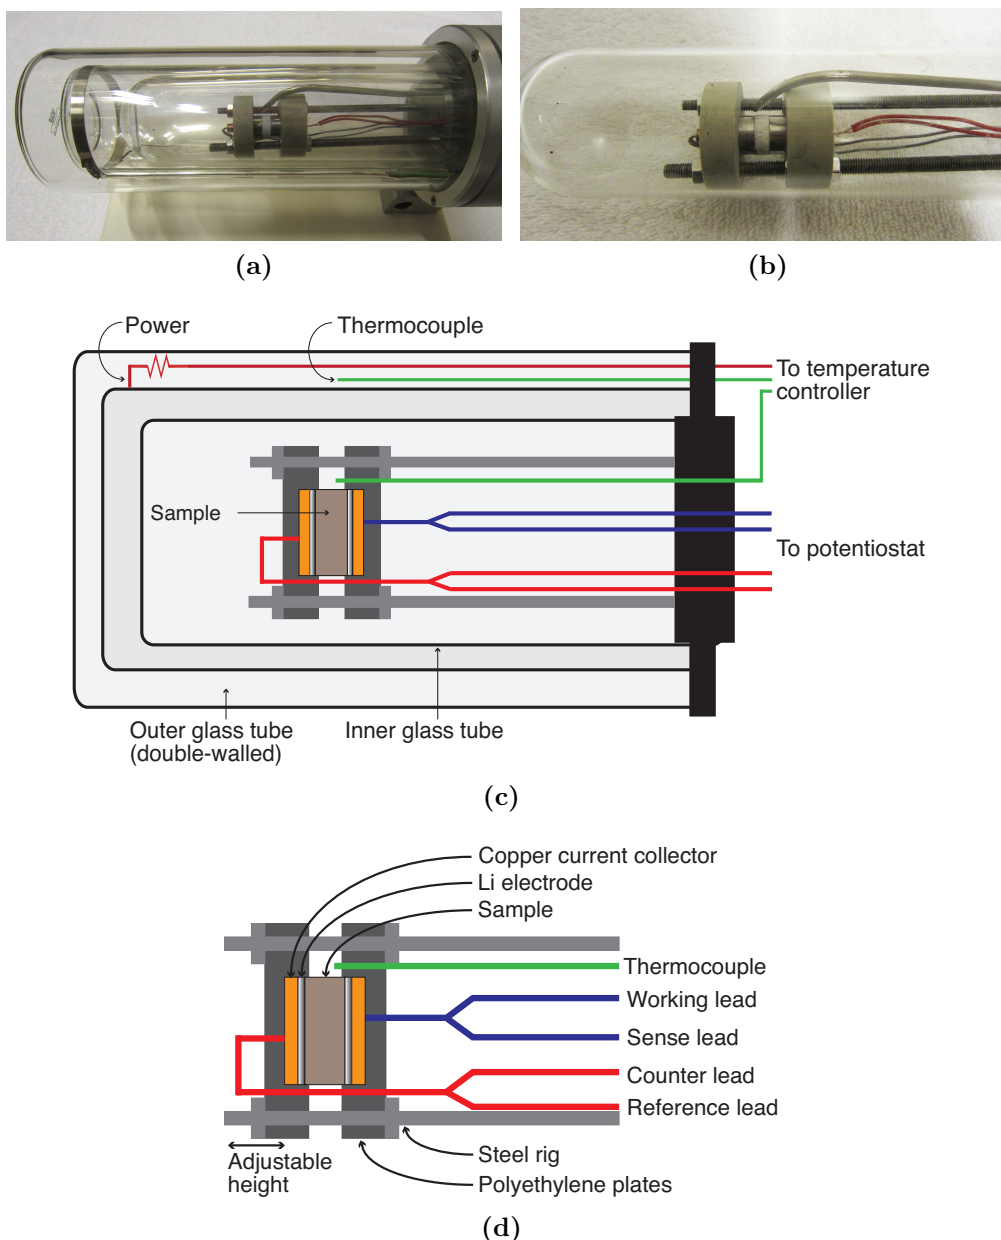 (a)
(b)
Power
Thermocouple
To temperature
controller
Sample
To potentiostat
Outer glass tube
(double-walled)
Inner glass tube
(c)
Copper current collector
Li electrode
Sample
Thermocouple
Working lead
Sense lead
Counter lead
Reference lead
Adjustable
height
Steel rig
Polyethylene plates
(d)